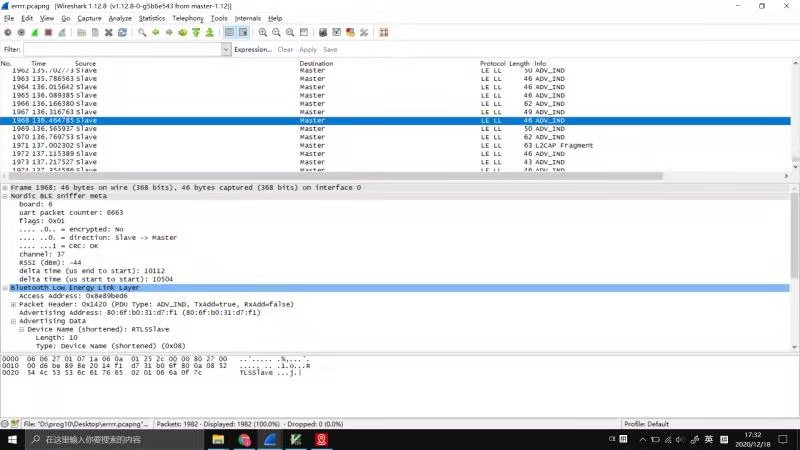 errrr.pcapng [Wireshark 1.12.8 (v1.12.8-0-g5b6e543 from master-1.12)]
File Edit View Go Capture Analyze Statistics Telephony Tools Internals Help
Filter: Expression... Clear Apply Save
No. Time Source Destination Protocol Length Info
1962 135.702773 Slave Master LE LL 50 ADV_IND
1963 135.786563 Slave Master LE LL 46 ADV_IND
1964 136.015642 Slave Master LE LL 46 ADV_IND
1965 136.089385 Slave Master LE LL 46 ADV_IND
1966 136.166380 Slave Master LE LL 62 ADV_IND
1967 136.316763 Slave Master LE LL 49 ADV_IND
1968 136.464785 Slave Master LE LL 46 ADV_IND
1969 136.565937 Slave Master LE LL 50 ADV_IND
1970 136.769753 Slave Master LE LL 62 ADV_IND
1971 137.002302 Slave Master LE LL 63 L2CAP Fragment
1972 137.115389 Slave Master LE LL 46 ADV_IND
1973 137.217527 Slave Master LE LL 43 ADV_IND
1974 137.354586 Slave Master LE LL 46 ADV_IND
Frame 1968: 46 bytes on wire (368 bits), 46 bytes captured (368 bits) on interface 0
Nordic BLE sniffer meta
board: 6
uart packet counter: 6663
flags: 0x01
.... ..0.. = encrypted: No
.... ..0. = direction: Slave -> Master
.... ...1 = CRC: OK
channel: 37
RSSI (dBm): -44
delta time (us end to start): 10112
delta time (us start to start): 10504
Bluetooth Low Energy Link Layer
Access Address: 0x8e89bed6
Packet Header: 0x1420 (PDU Type: ADV_IND, TxAdd=true, RxAdd=false)
Advertising Address: 80:6f:b0:31:d7:f1 (80:6f:b0:31:d7:f1)
Advertising Data
Device Name (shortened): RTLSSlave
Length: 10
Type: Device Name (shortened) (0x08)
0000 06 06 27 01 07 1a 06 0a 01 25 2c 00 00 80 27 00 ..'..... .%,...'.
0010 00 d6 be 89 8e 20 14 f1 d7 31 b0 6f 80 0a 08 52 ..... .. .1.o...R
0020 54 4c 53 53 6c 61 76 65 02 01 06 6a 0f 7c TLSSlave ...j.|
File: "D:\prog10\Desktop\errrr.pcapng"... Packets: 1982 · Displayed: 1982 (100.0%) · Dropped: 0 (0.0%) Profile: Default
在这里输入你要搜索的内容
英
17:32
2020/12/18